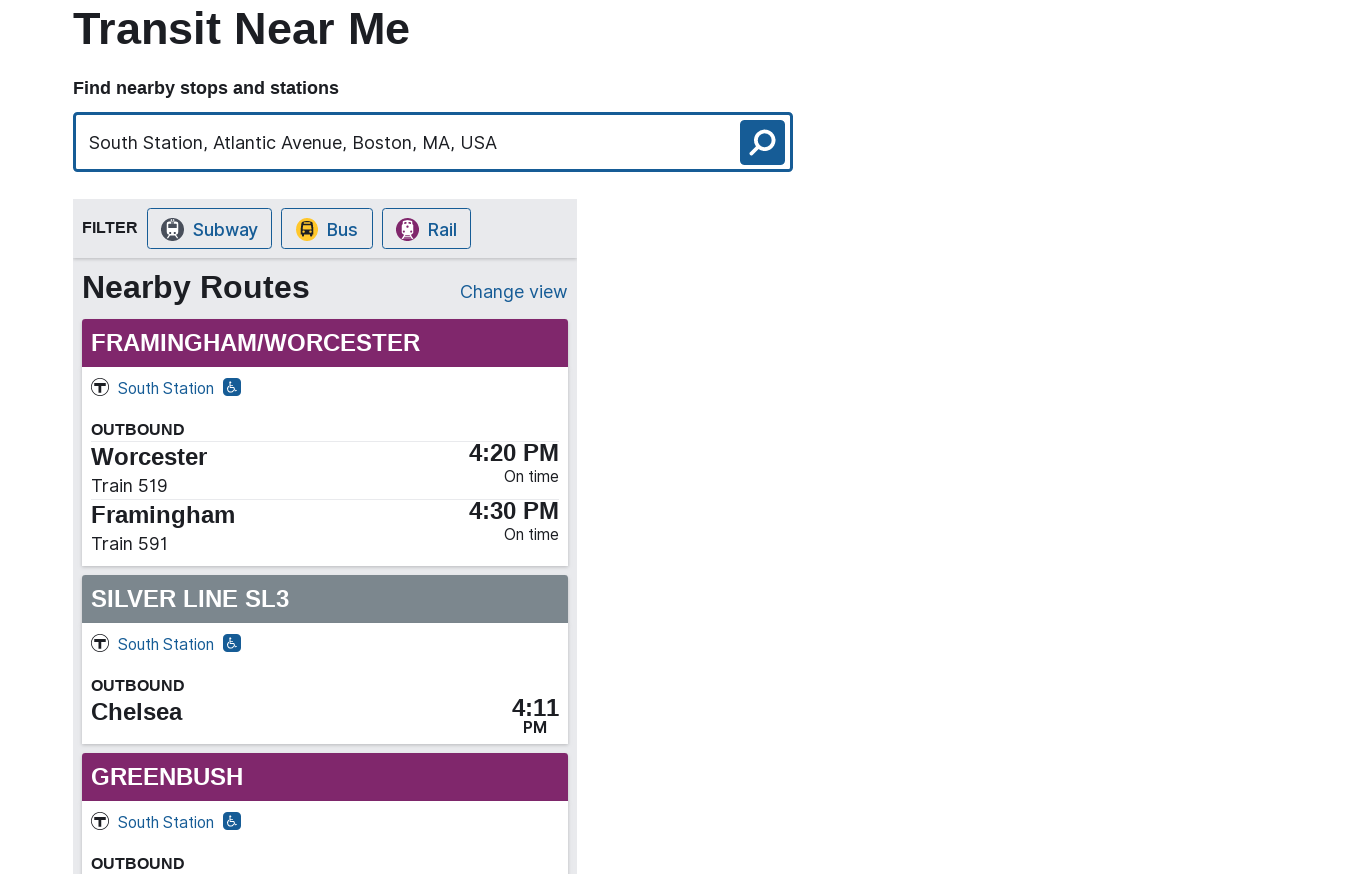 Transit Near Me
Find nearby stops and stations
South Station, Atlantic Avenue, Boston, MA, USA
FILTER Subway Bus Rail
Nearby Routes Change view
FRAMINGHAM/WORCESTER
T South Station
OUTBOUND
Worcester 4:20 PM
On time
Train 519
Framingham 4:30 PM
On time
Train 591
SILVER LINE SL3
T South Station
OUTBOUND
Chelsea 4:11
PM
GREENBUSH
T South Station
OUTBOUND